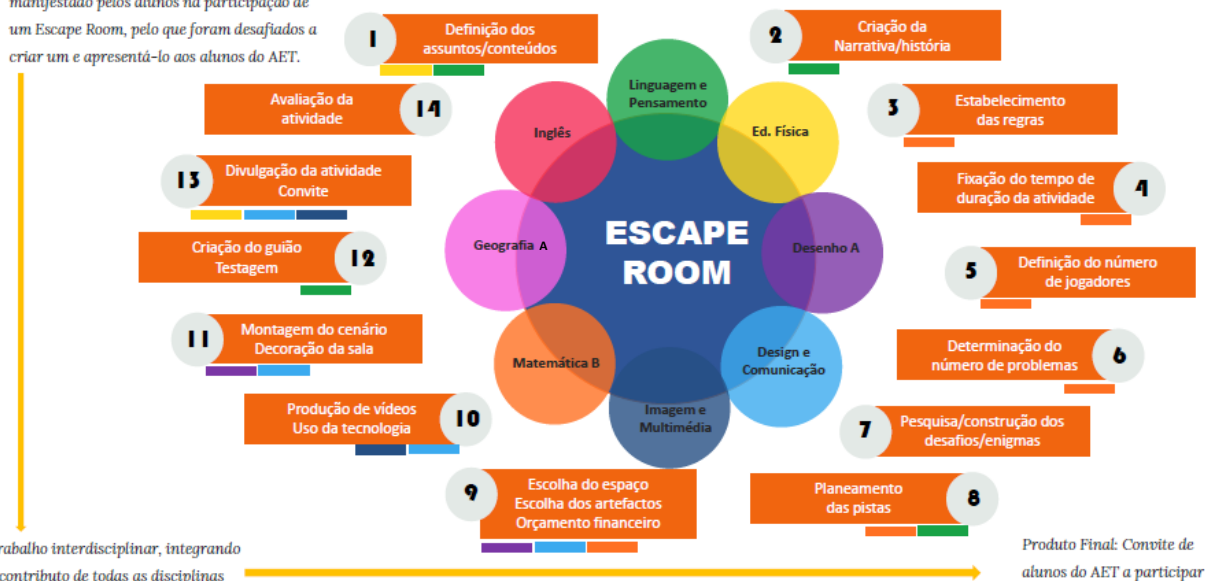 manifestado pelos alunos na participação de
um Escape Room, pelo que foram desafiados a
criar um e apresentá-lo aos alunos do AET.
1
Definição dos
assuntos/conteúdos
2
Criação da
Narrativa/história
3
Estabelecimento
das regras
4
Fixação do tempo de
duração da atividade
5
Definição do número
de jogadores
6
Determinação do
número de problemas
7
Pesquisa/construção dos
desafios/enigmas
8
Planeamento
das pistas
9
Escolha do espaço
Escolha dos artefactos
Orçamento financeiro
10
Produção de vídeos
Uso da tecnologia
11
Montagem do cenário
Decoração da sala
12
Criação do guião
Testagem
13
Divulgação da atividade
Convite
14
Avaliação da
atividade
Linguagem e
Pensamento
Ed. Física
Desenho A
Design e
Comunicação
Imagem e
Multimédia
Matemática B
Geografia A
Inglês
ESCAPE
ROOM
rabalho interdisciplinar, integrando
contributo de todas as disciplinas
Produto Final: Convite de
alunos do AET a participar